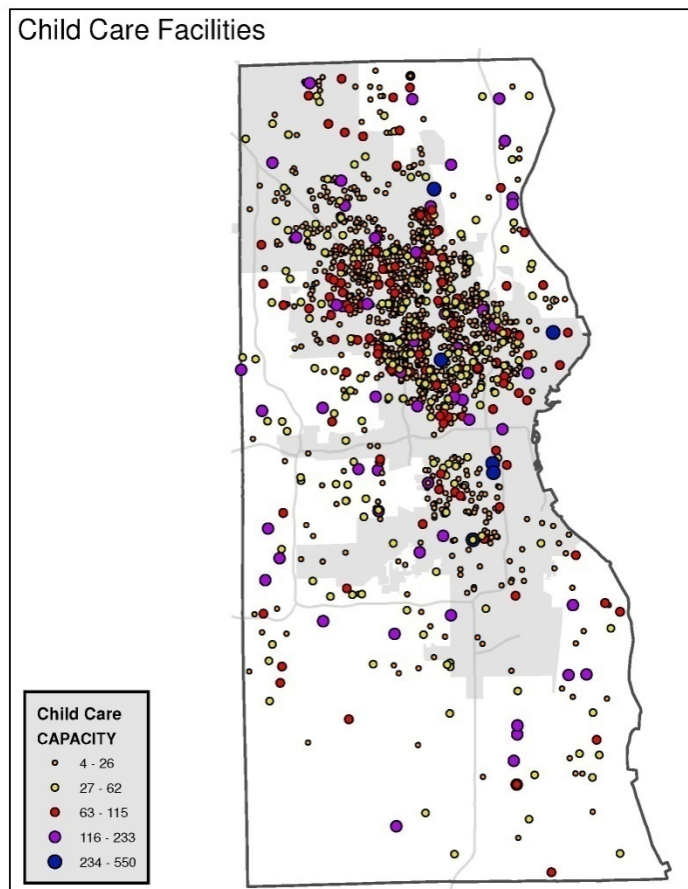 Child Care Facilities
Child Care
CAPACITY
4 - 26
27 - 62
63 - 115
116 - 233
234 - 550